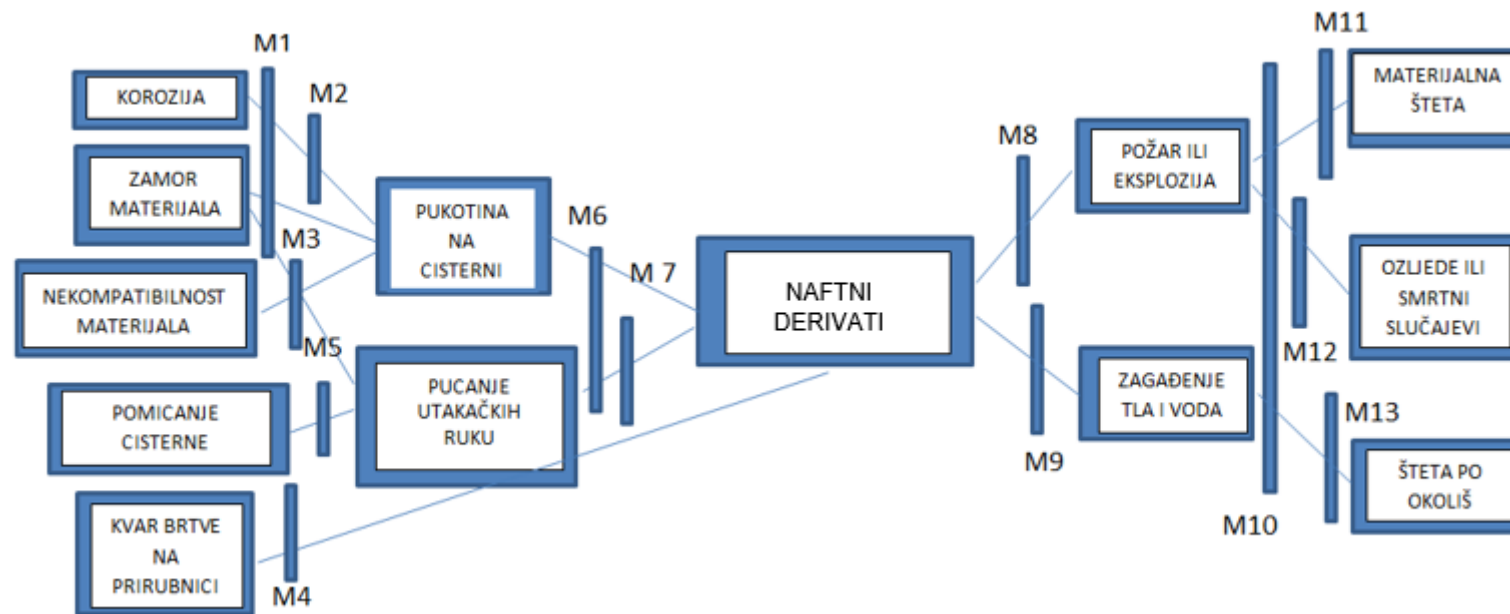 M1
KOROZIJA
M2
ZAMOR
MATERIJALA
M3
NEKOMPATIBILNOST
MATERIJALA
M5
POMICANJE
CISTERNE
KVAR BRTVE
NA
PRIRUBNICI
M4
PUKOTINA
NA
CISTERNI
PUCANJE
UTAKAČKIH
RUKU
M6
M 7
NAFTNI
DERIVATI
M8
M9
POŽAR ILI
EKSPLOZIJA
ZAGAĐENJE
TLA I VODA
M10
M11
MATERIJALNA
ŠTETA
M12
OZLJEDE ILI
SMRTNI
SLUČAJEVI
M13
ŠTETA PO
OKOLIŠ